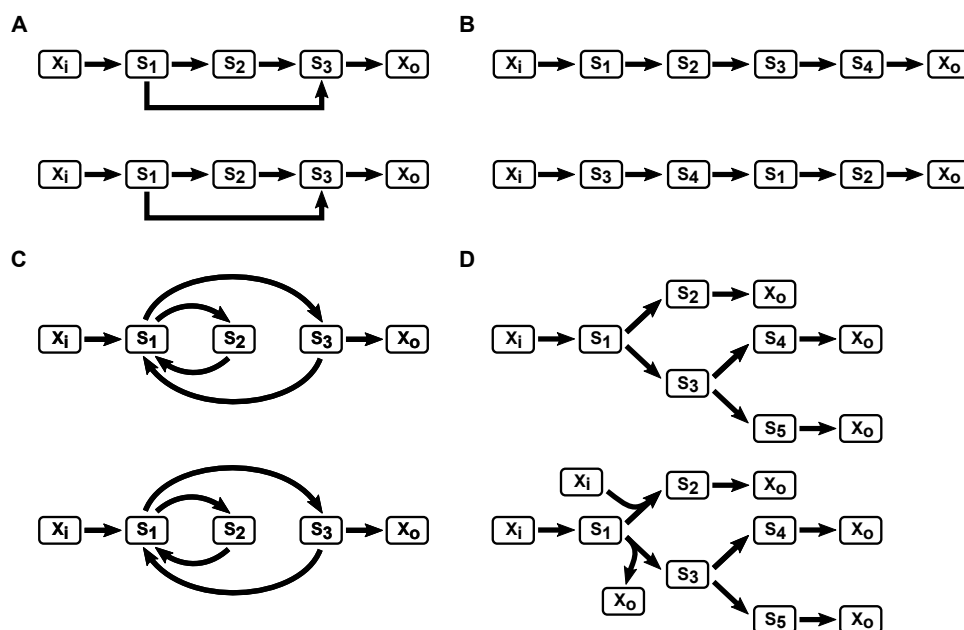 A
Xi S1 S2 S3 Xo
Xi S1 S2 S3 Xo
B
Xi S1 S2 S3 S4 Xo
Xi S3 S4 S1 S2 Xo
C
Xi S1 S2 S3 Xo
Xi S1 S2 S3 Xo
D
S2 Xo
Xi S1 S4 Xo
S3
S5 Xo
Xi S2 Xo
Xi S1 S4 Xo
S3
Xo
S5 Xo